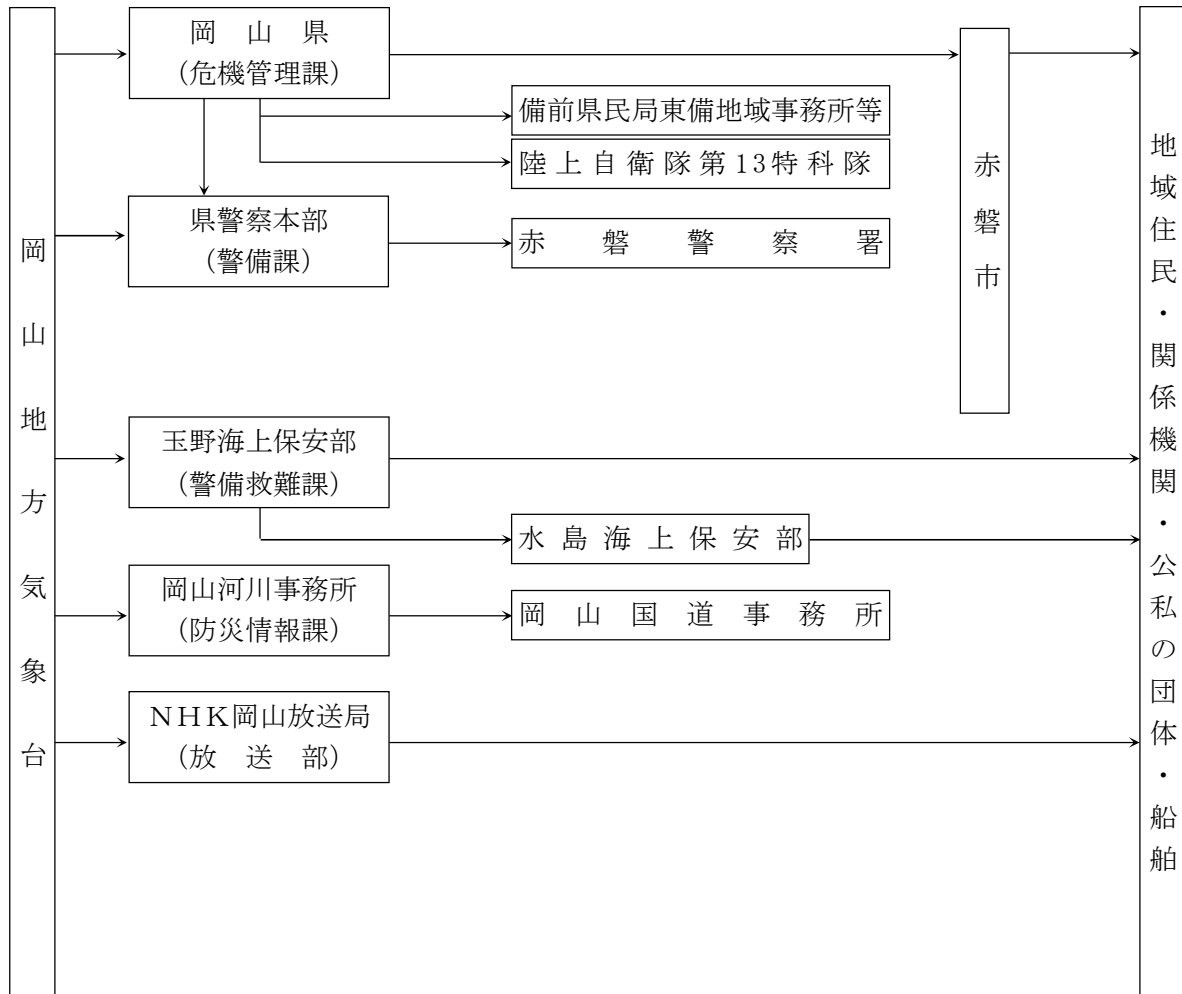 岡山地方気象台
岡山県
（危機管理課）
備前県民局東備地域事務所等
陸上自衛隊第13特科隊
県警察本部
（警備課）
赤磐警察署
赤磐市
玉野海上保安部
（警備救難課）
水島海上保安部
岡山河川事務所
（防災情報課）
岡山国道事務所
ＮＨＫ岡山放送局
（放送部）
地域住民・関係機関・公私の団体・船舶